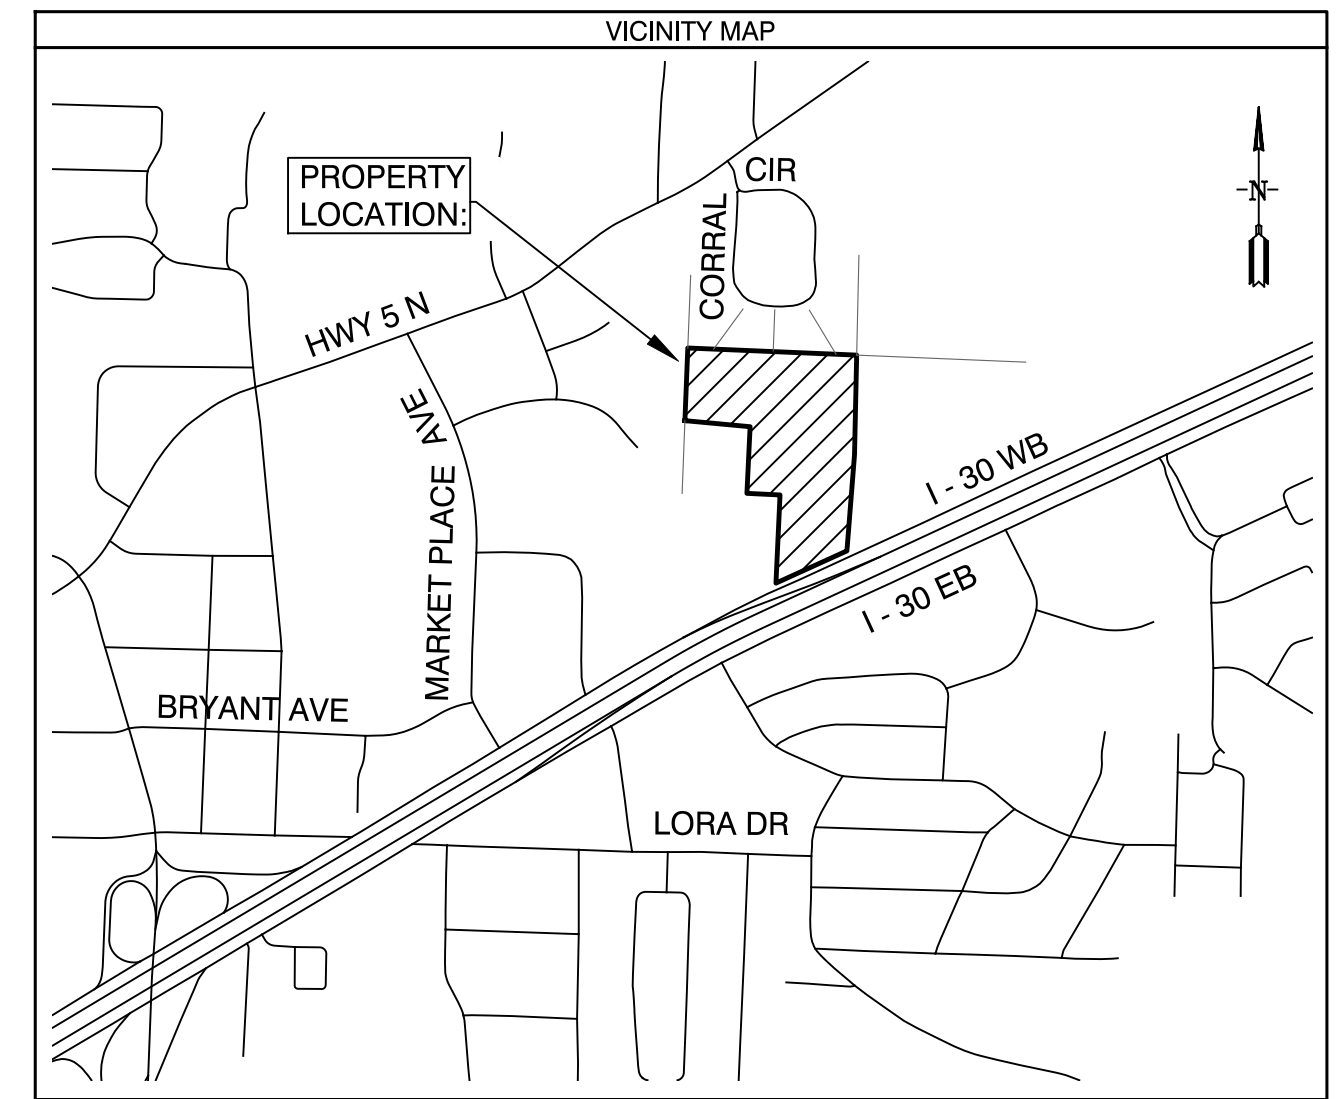 VICINITY MAP
PROPERTY
LOCATION:
CIR
CORRAL
-N-
HWY 5 N
MARKET PLACE AVE
I - 30 WB
I - 30 EB
BRYANT AVE
LORA DR